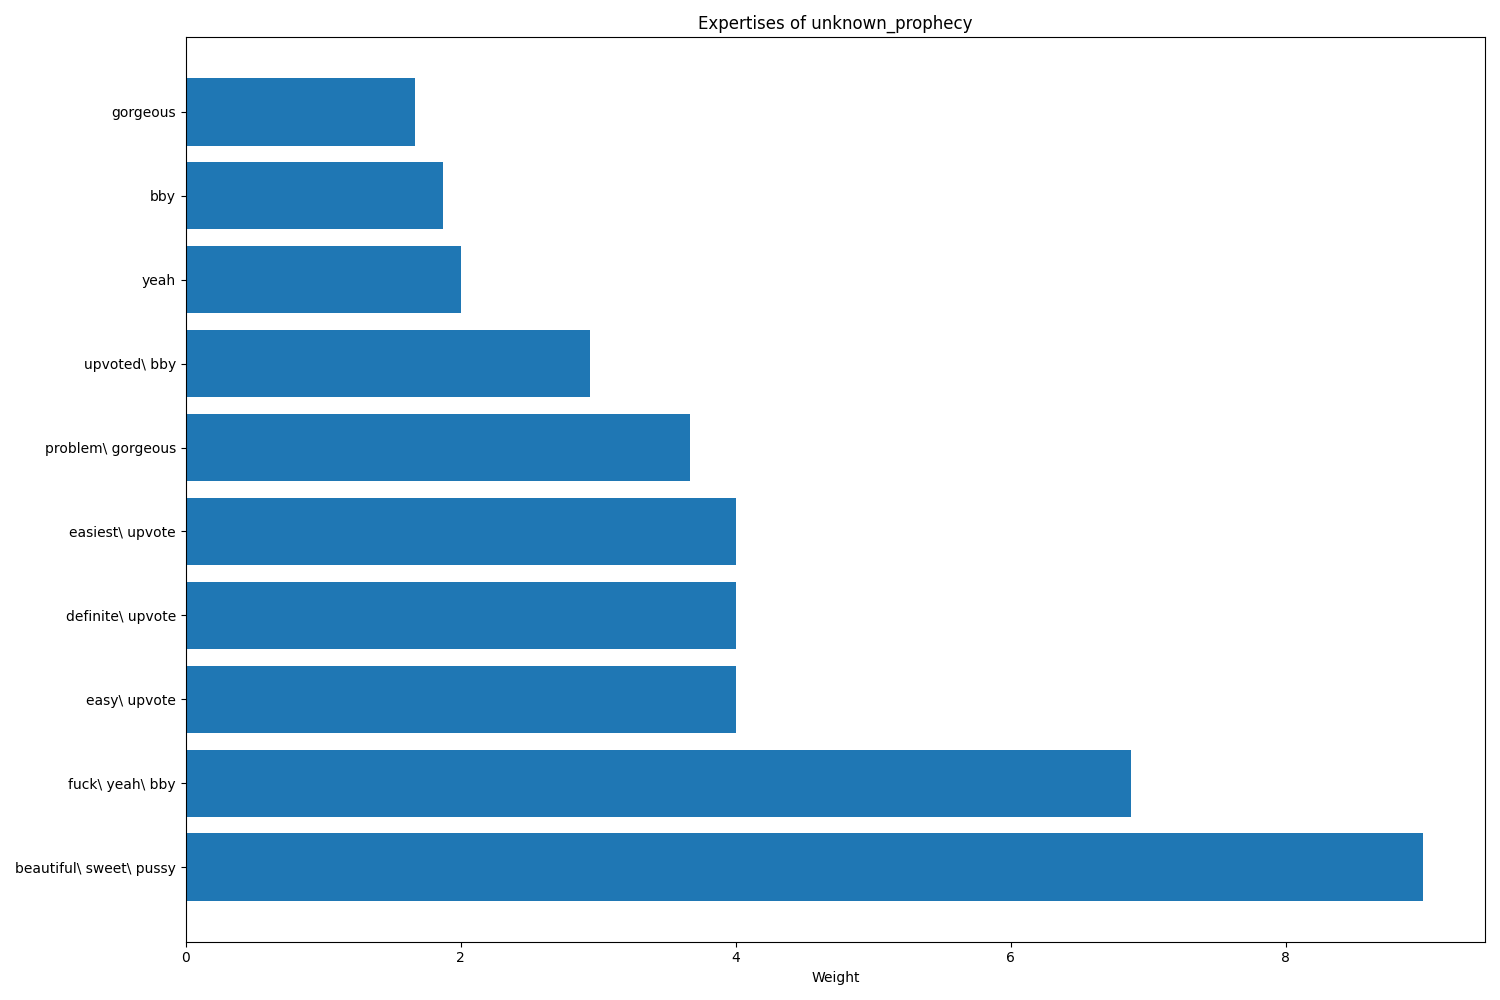 Expertises of unknown_prophecy
gorgeous
bby
yeah
upvoted\ bby
problem\ gorgeous
easiest\ upvote
definite\ upvote
easy\ upvote
fuck\ yeah\ bby
beautiful\ sweet\ pussy
0 2 4 6 8
Weight